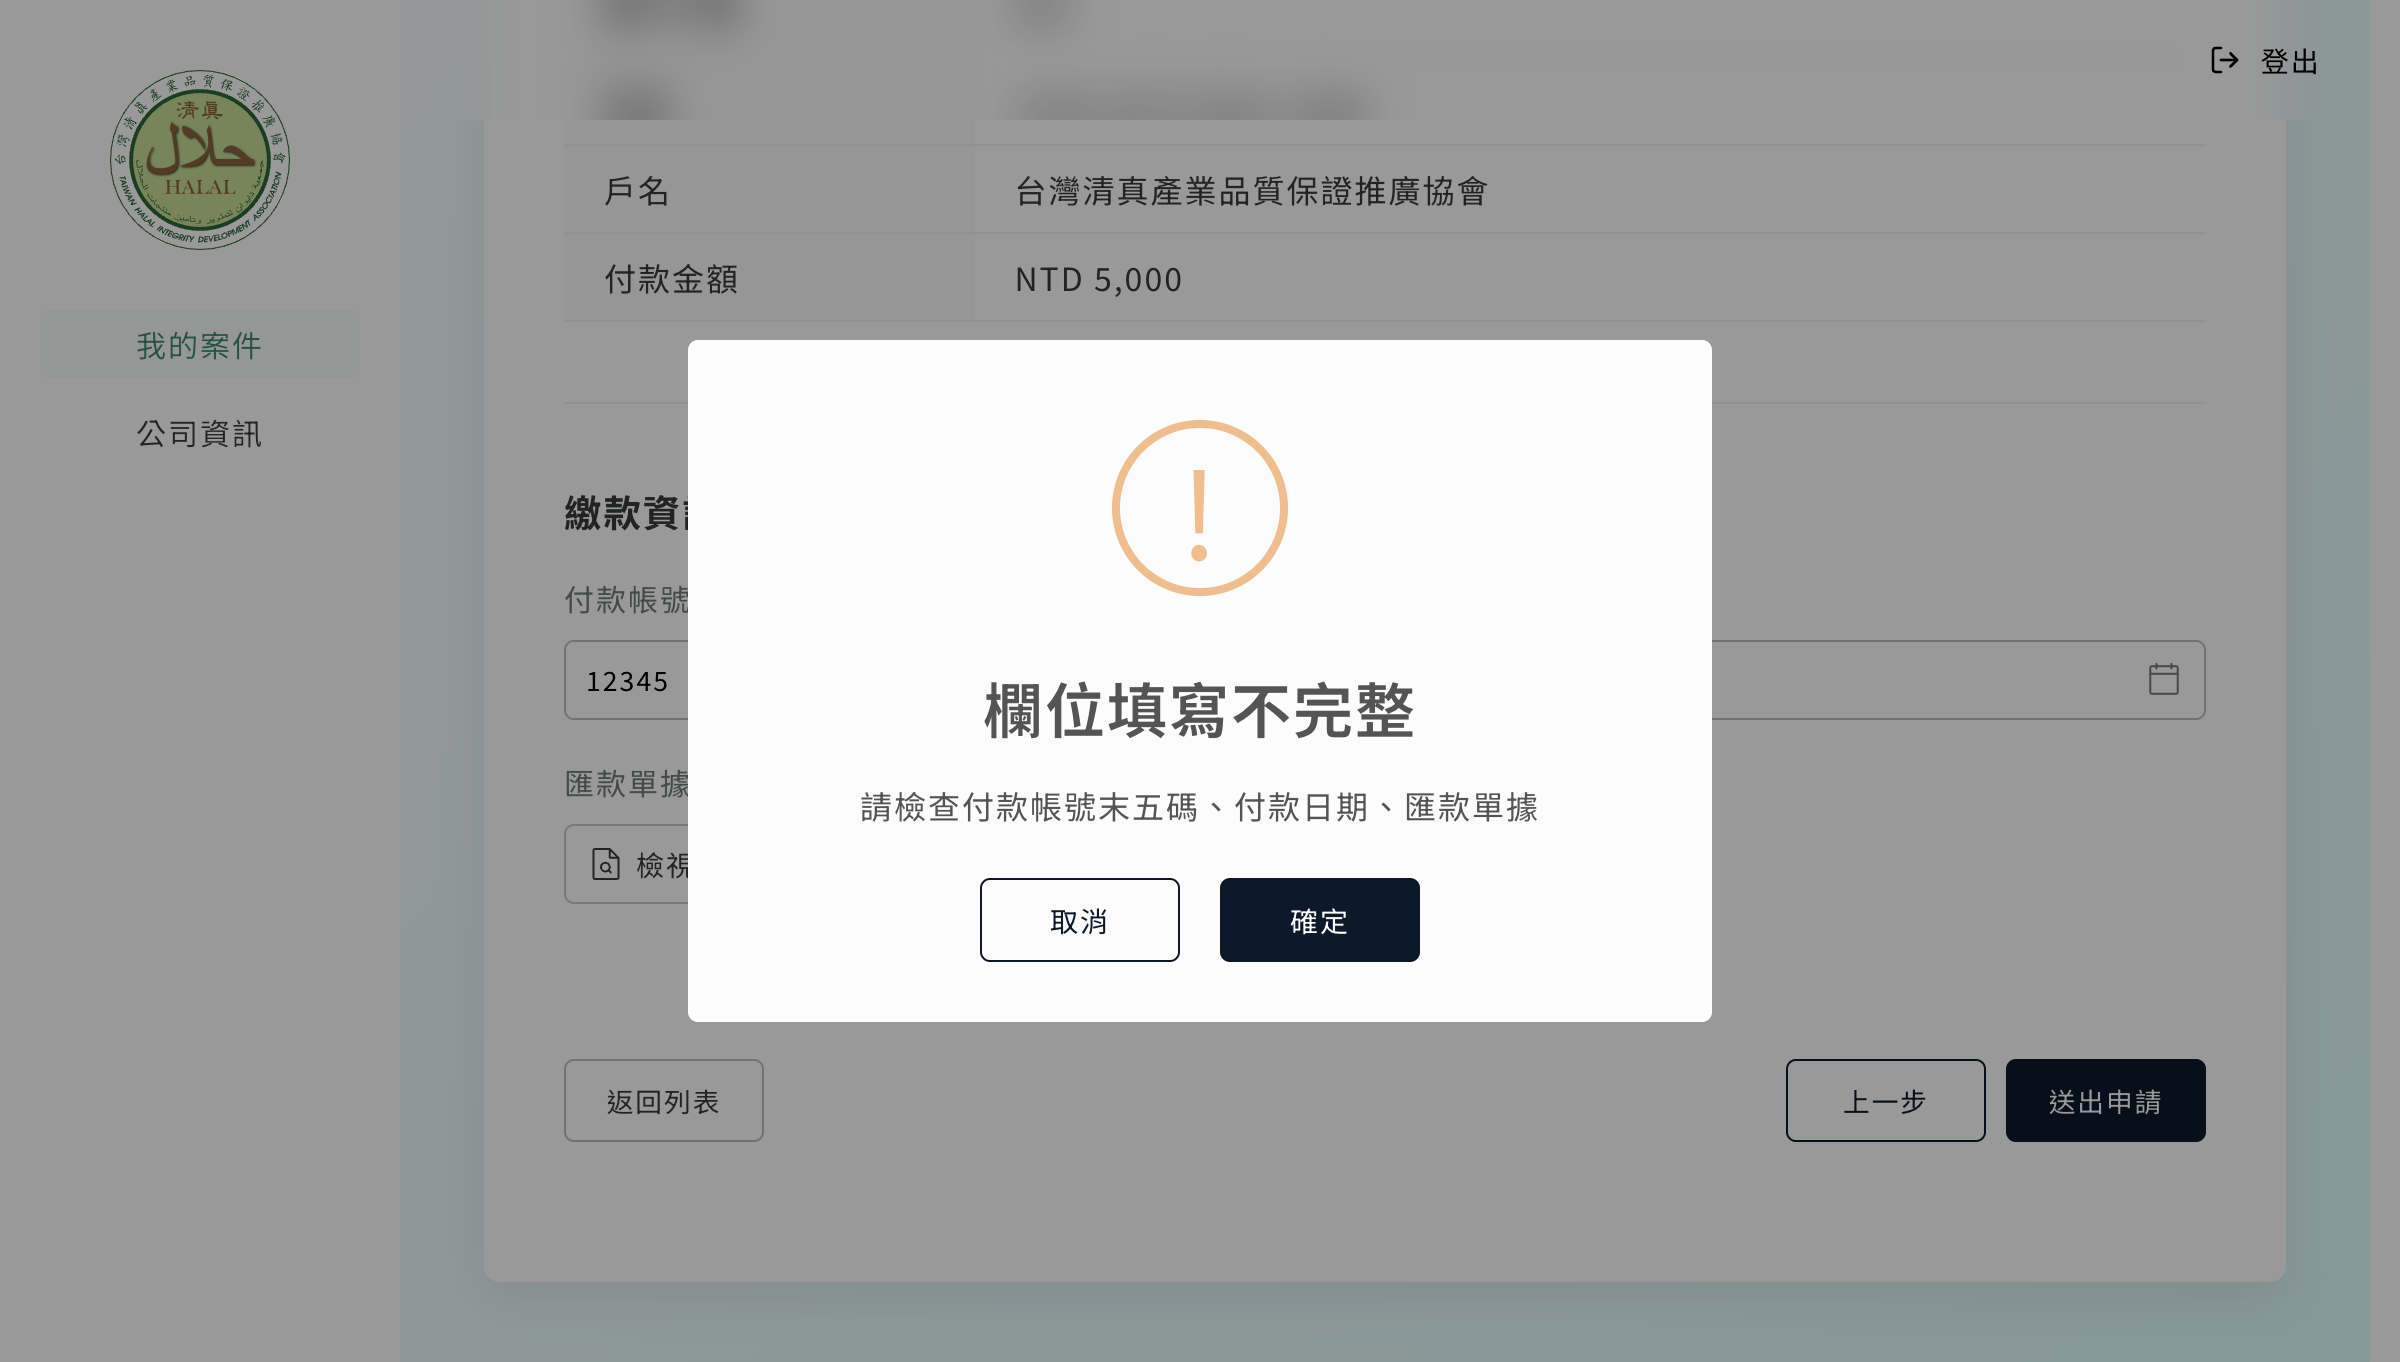 台灣清真產業品質保證推廣協會
清真
حلال
HALAL
TAIWAN HALAL INTEGRITY DEVELOPMENT ASSOCIATION
登出
我的案件
公司資訊
戶名 台灣清真產業品質保證推廣協會
付款金額 NTD 5,000
繳款資
付款帳號
12345
匯款單據
檢視
欄位填寫不完整
請檢查付款帳號末五碼、付款日期、匯款單據
取消 確定
返回列表 上一步 送出申請